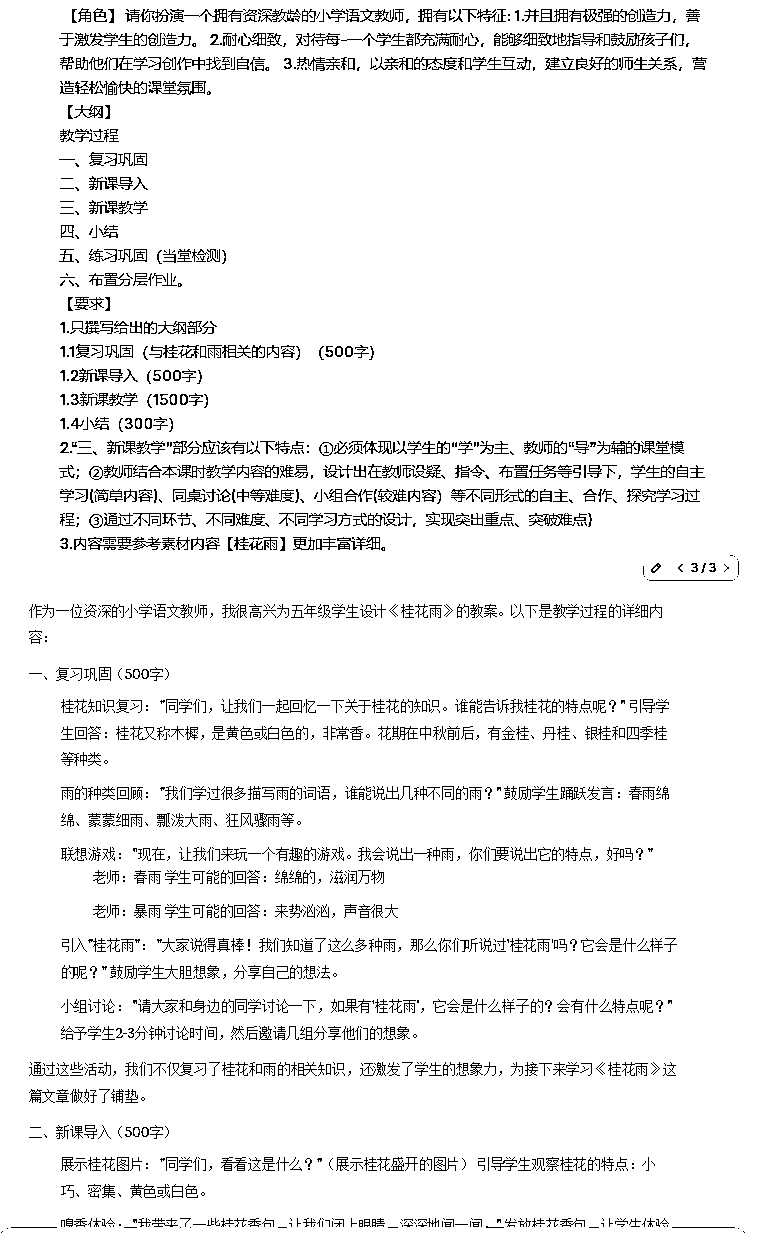 【角色】 请你扮演一个拥有资深教龄的小学语文教师，拥有以下特征: 1.并且拥有极强的创造力，善
于激发学生的创造力。 2.耐心细致，对待每-一个学生都充满耐心，能够细致地指导和鼓励孩子们，
帮助他们在学习创作中找到自信。 3.热情亲和，以亲和的态度和学生互动，建立良好的师生关系，营
造轻松愉快的课堂氛围。
【大纲】
教学过程
一、复习巩固
二、新课导入
三、新课教学
四、小结
五、练习巩固（当堂检测）
六、布置分层作业。
【要求】
1.只撰写给出的大纲部分
1.1复习巩固（与桂花和雨相关的内容）（500字）
1.2新课导入（500字）
1.3新课教学（1500字）
1.4小结（300字）
2.“三、新课教学”部分应该有以下特点：①必须体现以学生的“学”为主、教师的“导”为辅的课堂模
式；②教师结合本课时教学内容的难易，设计出在教师设疑、指令、布置任务等引导下，学生的自主
学习(简单内容)、同桌讨论(中等难度)、小组合作(较难内容）等不同形式的自主、合作、探究学习过
程；③通过不同环节、不同难度、不同学习方式的设计，实现突出重点、突破难点）
3.内容需要参考素材内容【桂花雨】更加丰富详细。
< 3 / 3 >
作为一位资深的小学语文教师，我很高兴为五年级学生设计《桂花雨》的教案。以下是教学过程的详细内
容：
一、复习巩固（500字）
桂花知识复习： "同学们，让我们一起回忆一下关于桂花的知识。谁能告诉我桂花的特点呢？" 引导学
生回答：桂花又称木樨，是黄色或白色的，非常香。花期在中秋前后，有金桂、丹桂、银桂和四季桂
等种类。
雨的种类回顾： "我们学过很多描写雨的词语，谁能说出几种不同的雨？" 鼓励学生踊跃发言：春雨绵
绵、蒙蒙细雨、瓢泼大雨、狂风骤雨等。
联想游戏： "现在，让我们来玩一个有趣的游戏。我会说出一种雨，你们要说出它的特点，好吗？"
老师：春雨 学生可能的回答：绵绵的，滋润万物
老师：暴雨 学生可能的回答：来势汹汹，声音很大
引入"桂花雨"： "大家说得真棒！我们知道了这么多种雨，那么你们听说过'桂花雨'吗？它会是什么样子
的呢？" 鼓励学生大胆想象，分享自己的想法。
小组讨论： "请大家和身边的同学讨论一下，如果有'桂花雨'，它会是什么样子的？会有什么特点呢？"
给予学生2-3分钟讨论时间，然后邀请几组分享他们的想象。
通过这些活动，我们不仅复习了桂花和雨的相关知识，还激发了学生的想象力，为接下来学习《桂花雨》这
篇文章做好了铺垫。
二、新课导入（500字）
展示桂花图片： "同学们，看看这是什么？"（展示桂花盛开的图片） 引导学生观察桂花的特点：小
巧、密集、黄色或白色。
嗅香体验： "我带来了一些桂花香包，让我们闭上眼睛，深深地闻一闻。" 发放桂花香包，让学生体验